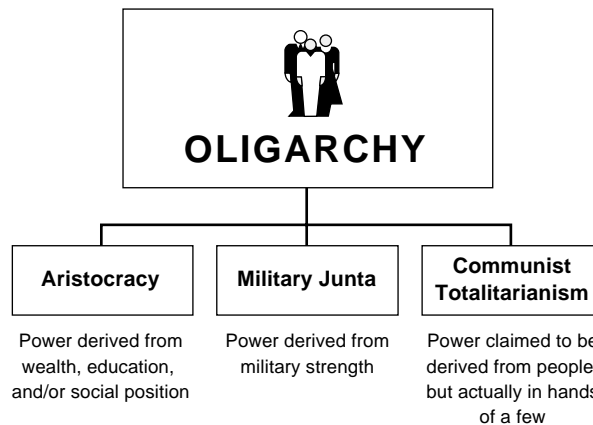 OLIGARCHY
Aristocracy
Power derived from
wealth, education,
and/or social position
Military Junta
Power derived from
military strength
Communist
Totalitarianism
Power claimed to be
derived from people
but actually in hands
of a few